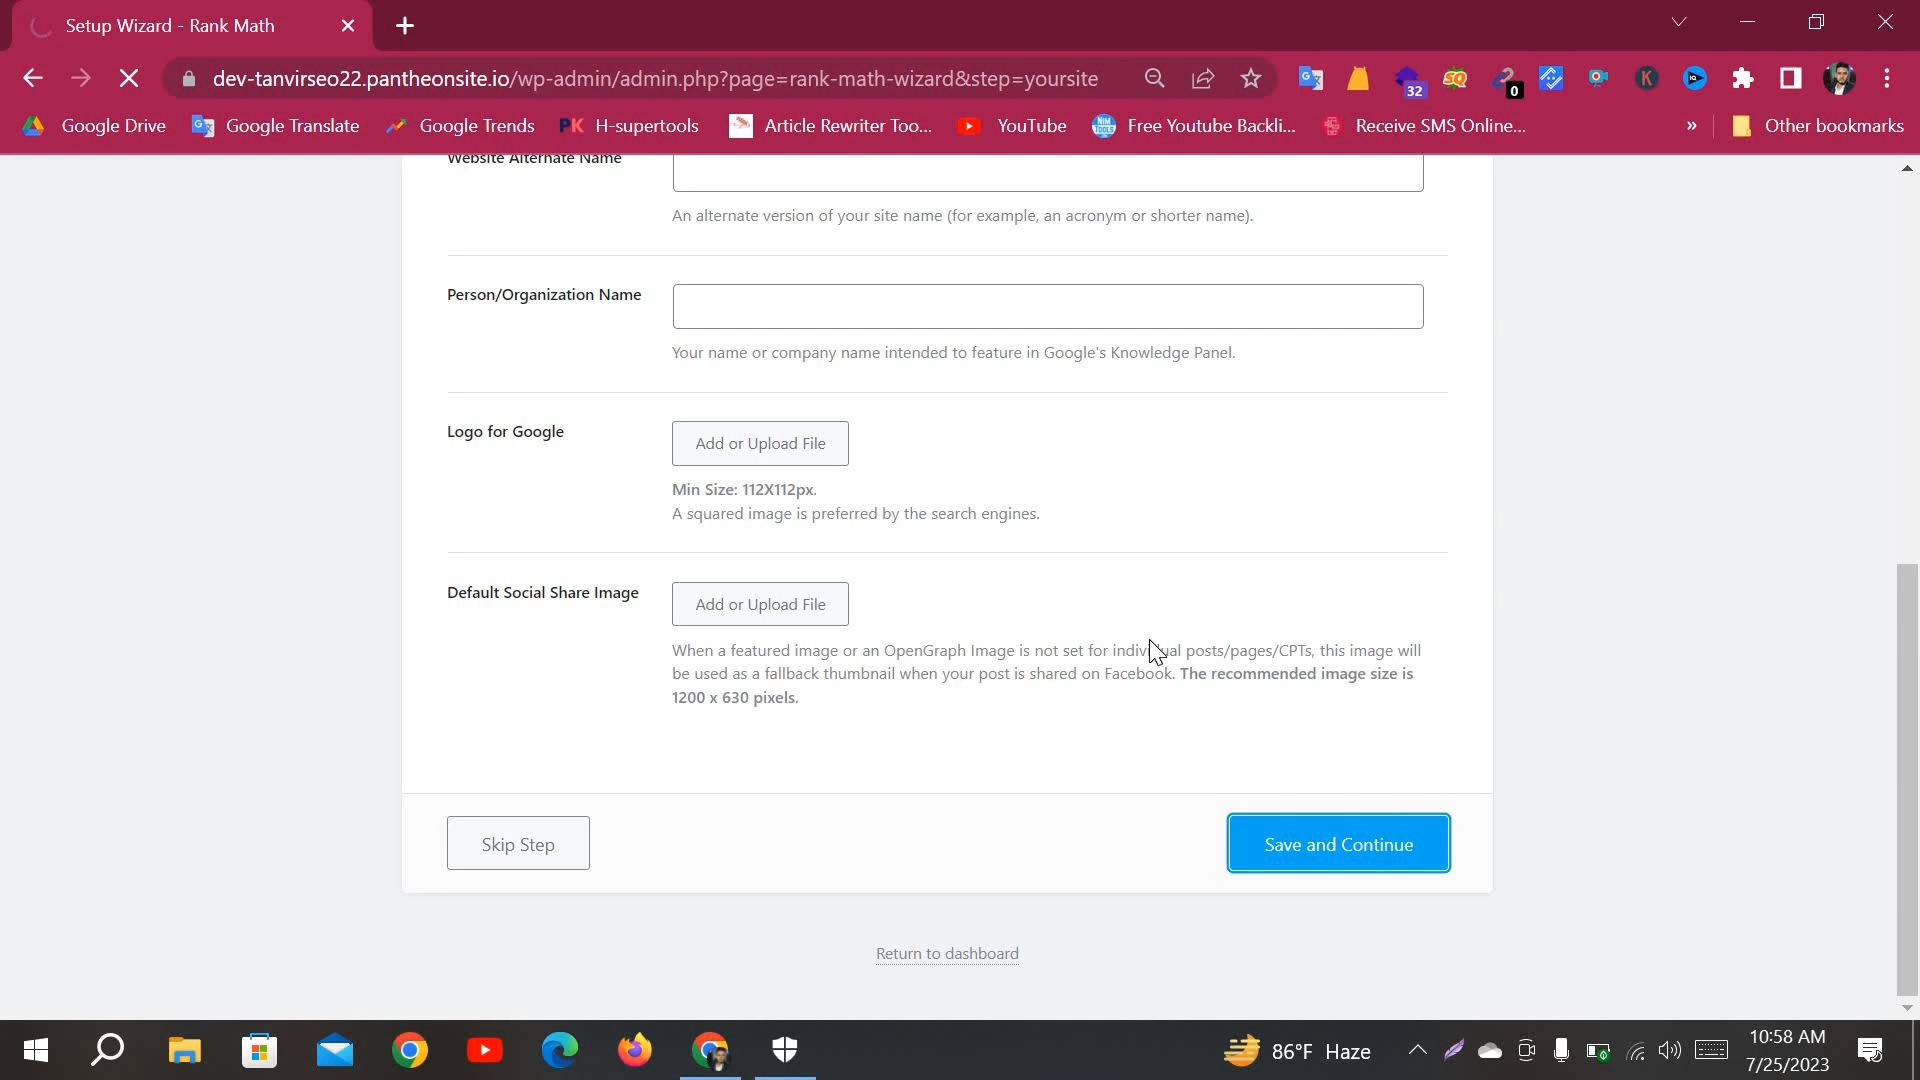 Setup Wizard - Rank Math
dev-tanvirseo22.pantheonsite.io/wp-admin/admin.php?page=rank-math-wizard&step=yoursite
32
0
K
Google Drive
Google Translate
Google Trends
PK H-supertools
Article Rewriter Too...
YouTube
Free Youtube Backli...
Receive SMS Online...
»
Other bookmarks
Website Alternate Name
An alternate version of your site name (for example, an acronym or shorter name).
Person/Organization Name
Your name or company name intended to feature in Google's Knowledge Panel.
Logo for Google
Add or Upload File
Min Size: 112X112px.
A squared image is preferred by the search engines.
Default Social Share Image
Add or Upload File
When a featured image or an OpenGraph Image is not set for individual posts/pages/CPTs, this image will
be used as a fallback thumbnail when your post is shared on Facebook. The recommended image size is
1200 x 630 pixels.
Skip Step
Save and Continue
Return to dashboard
86°F Haze
10:58 AM
7/25/2023